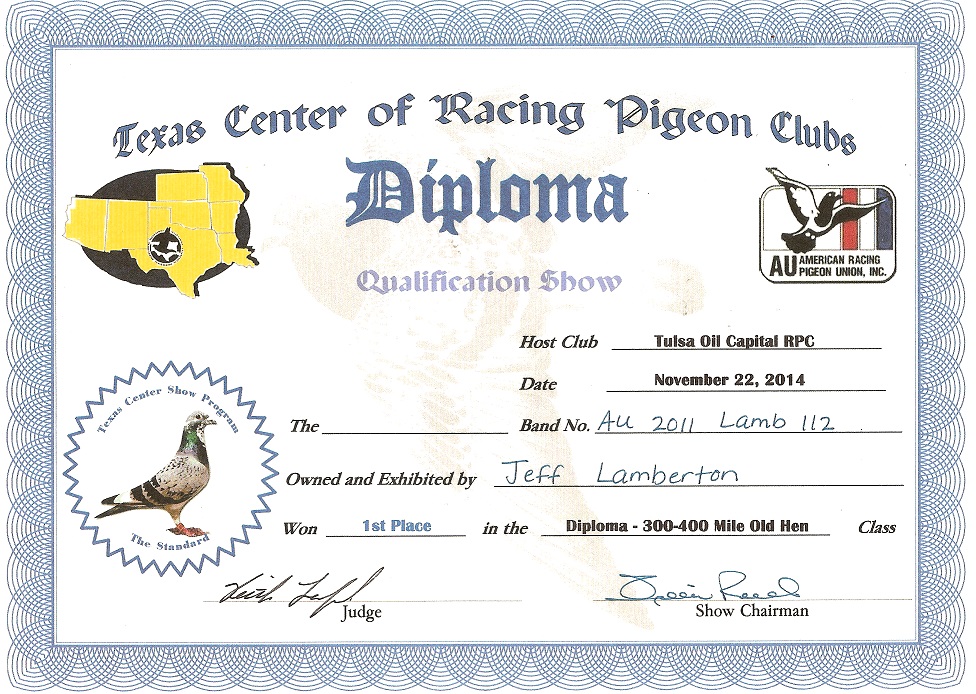 Texas Center of Racing Pigeon Clubs
Diploma
AU AMERICAN RACING
PIGEON UNION, INC.
Qualification Show
Host Club Tulsa Oil Capital RPC
Date November 22, 2014
The Band No. AU 2011 Lamb 112
Texas Center Show Program
The Standard
Owned and Exhibited by Jeff Lamberton
Won 1st Place in the Diploma - 300-400 Mile Old Hen Class
Judge
Show Chairman